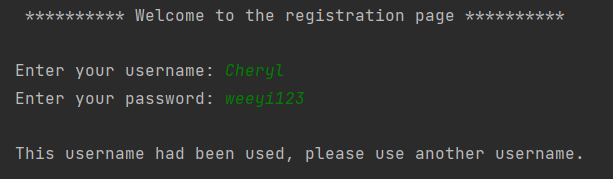 ********** Welcome to the registration page **********
Enter your username: Cheryl
Enter your password: weeyi123
This username had been used, please use another username.